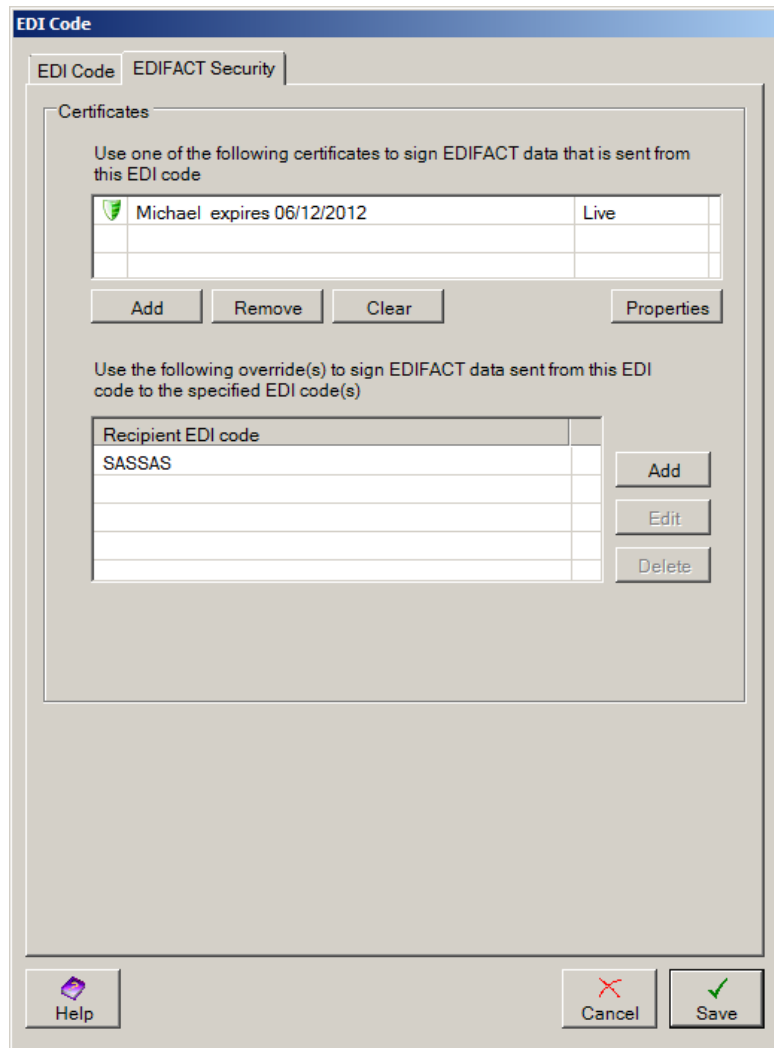 EDI Code
EDI Code EDIFACT Security
Certificates
Use one of the following certificates to sign EDIFACT data that is sent from
this EDI code
Michael expires 06/12/2012 Live
Add Remove Clear Properties
Use the following override(s) to sign EDIFACT data sent from this EDI
code to the specified EDI code(s)
Recipient EDI code
SASSAS
Add
Edit
Delete
Help Cancel Save